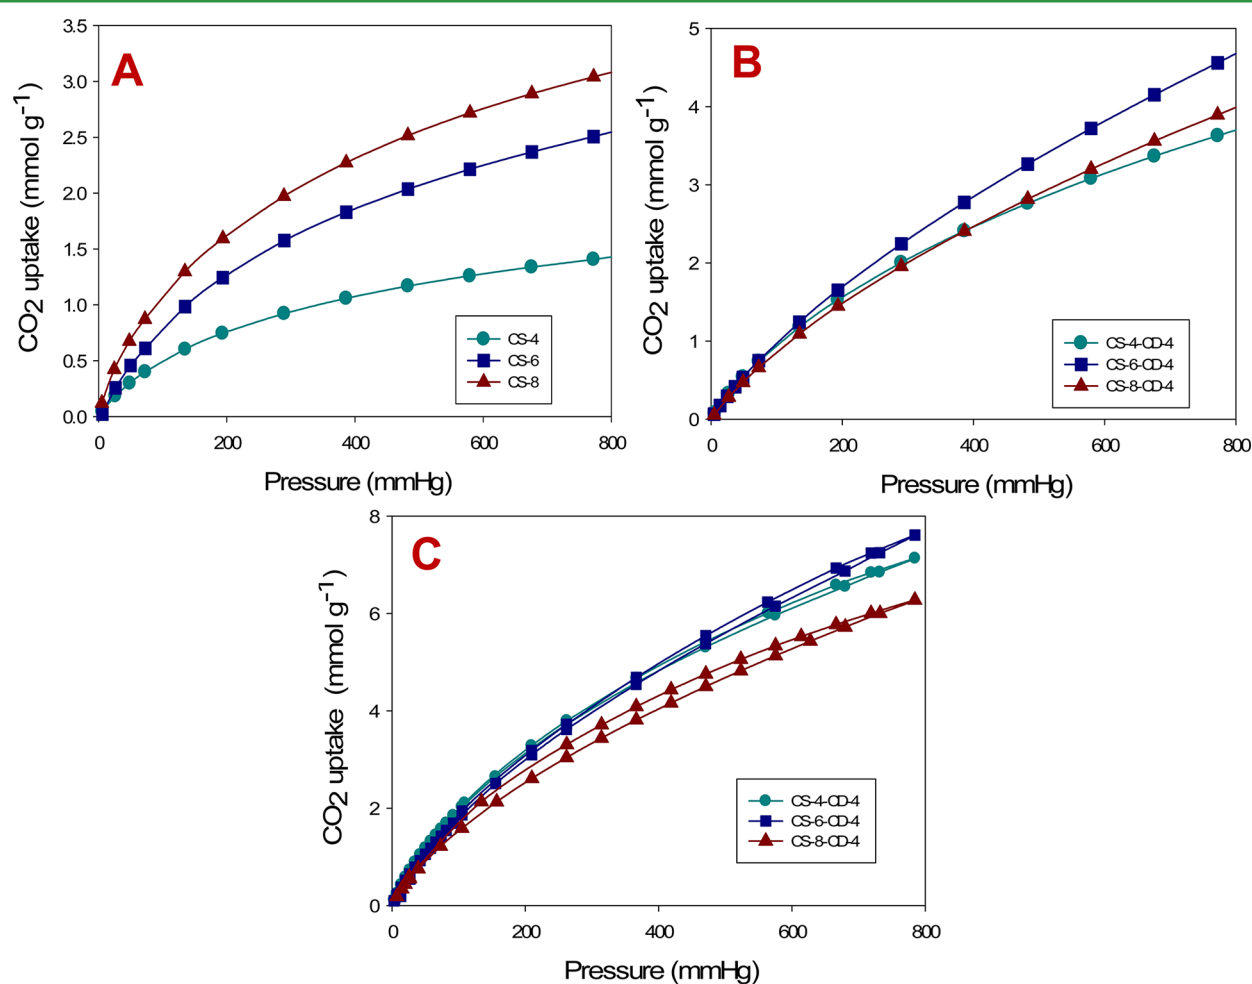 A
3.5
3.0
2.5
2.0
1.5
1.0
0.5
0.0
0 200 400 600 800
CO2 uptake (mmol g-1)
Pressure (mmHg)
CS-4
CS-6
CS-8
B
5
4
3
2
1
0
0 200 400 600 800
CO2 uptake (mmol g-1)
Pressure (mmHg)
CS-4-CD-4
CS-6-CD-4
CS-8-CD-4
C
8
6
4
2
0
0 200 400 600 800
CO2 uptake (mmol g-1)
Pressure (mmHg)
CS-4-CD-4
CS-6-CD-4
CS-8-CD-4